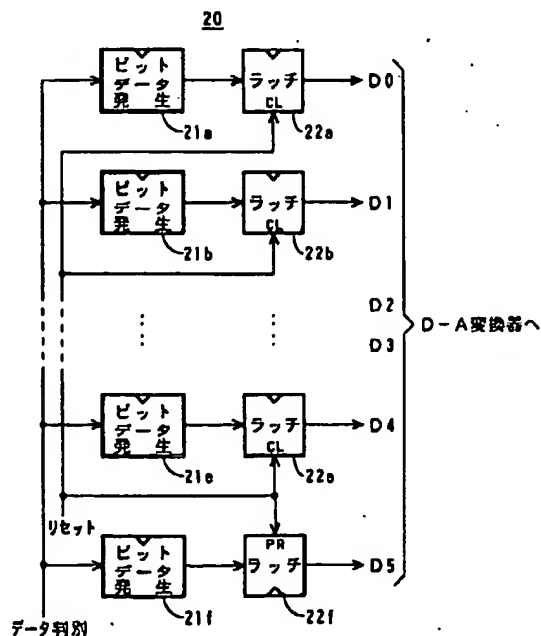 20
ビット
データ
発生
ラッチ
CL
D0
21a
22a
ビット
データ
発生
ラッチ
CL
D1
21b
22b
D2
D-A変換器へ
D3
ビット
データ
発生
ラッチ
CL
D4
21e
22e
リセット
ビット
データ
発生
PR
ラッチ
D5
21f
22f
データ判別